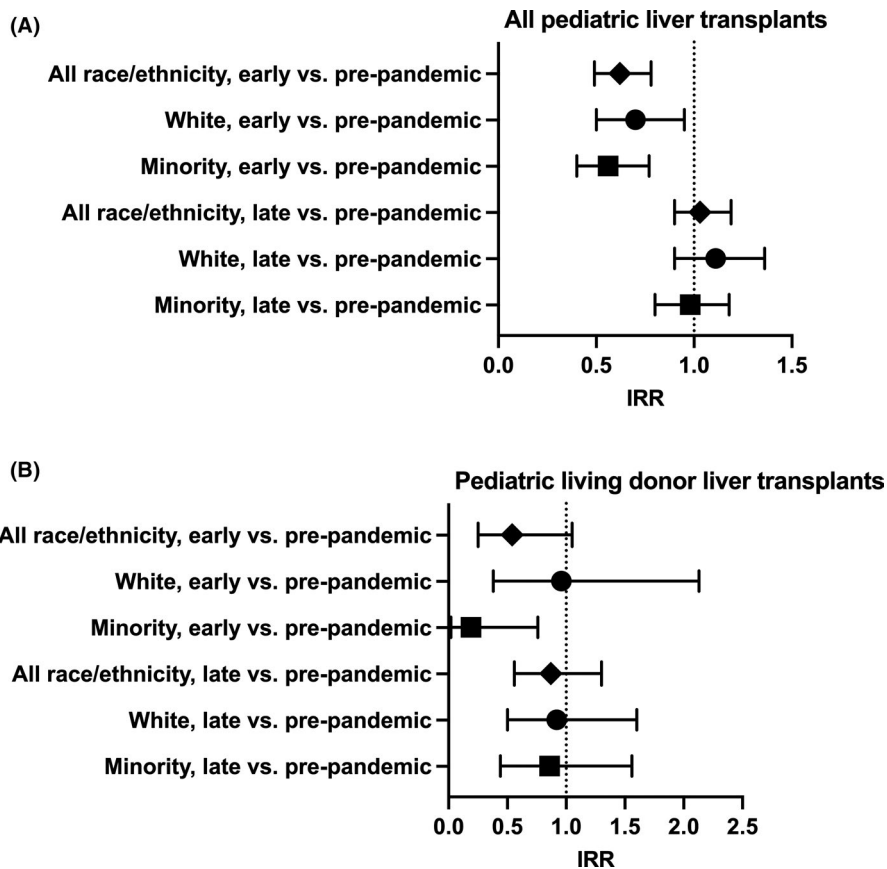 (A)
All pediatric liver transplants
All race/ethnicity, early vs. pre-pandemic
White, early vs. pre-pandemic
Minority, early vs. pre-pandemic
All race/ethnicity, late vs. pre-pandemic
White, late vs. pre-pandemic
Minority, late vs. pre-pandemic
0.0 0.5 1.0 1.5
IRR
(B)
Pediatric living donor liver transplants
All race/ethnicity, early vs. pre-pandemic
White, early vs. pre-pandemic
Minority, early vs. pre-pandemic
All race/ethnicity, late vs. pre-pandemic
White, late vs. pre-pandemic
Minority, late vs. pre-pandemic
0.0 0.5 1.0 1.5 2.0 2.5
IRR